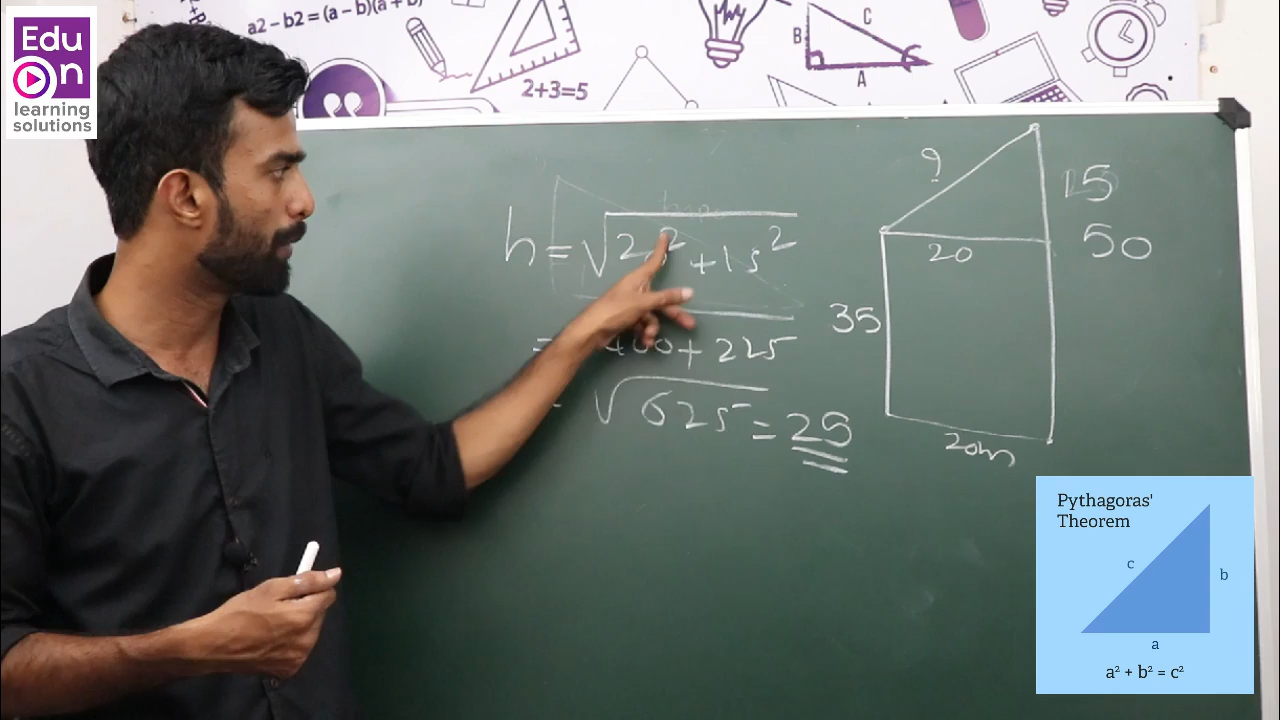 Edu
On
learning
solutions
a2 – b2 = (a – b)(a + b)
2+3=5
B
C
A
h = √20² + 15²
= 400 + 225
= √625 = 25
?
15
50
20
35
20m
Pythagoras'
Theorem
c
b
a
a² + b² = c²